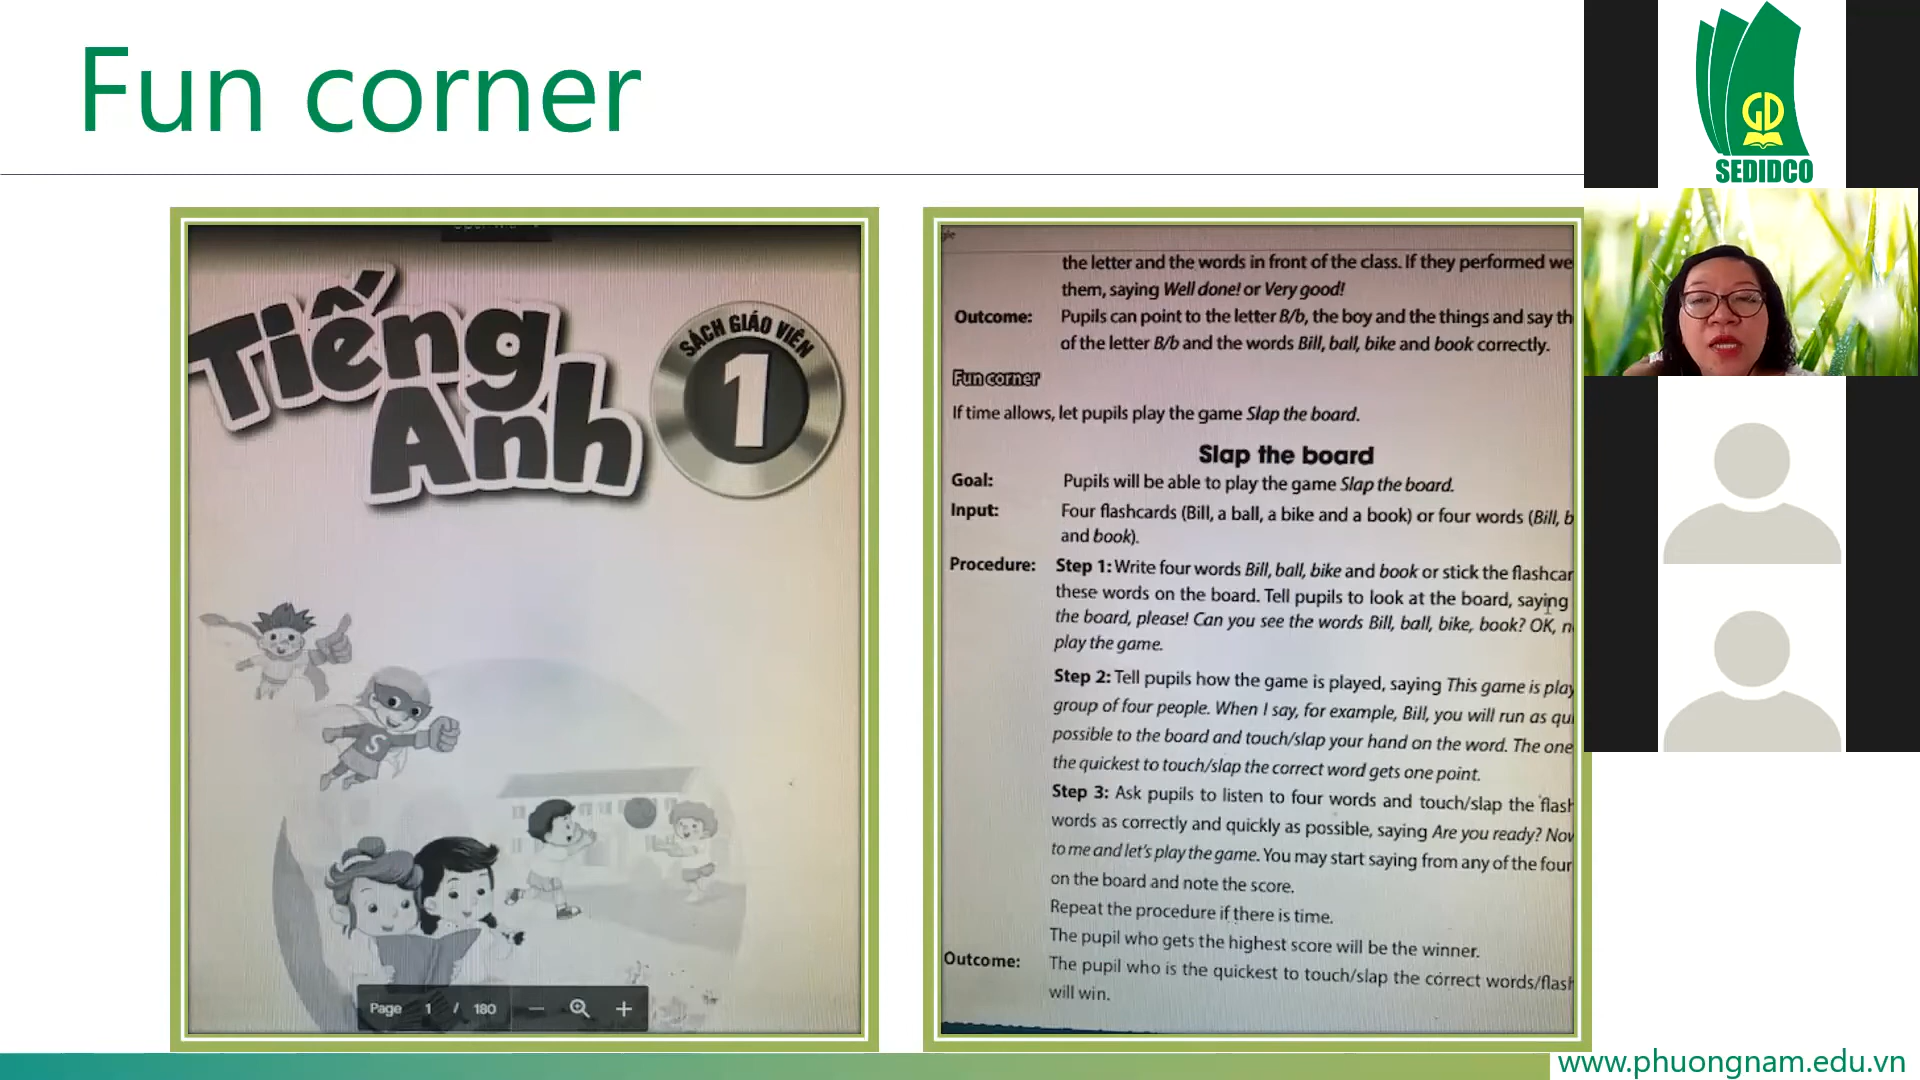 Fun corner
Tiếng
Anh
SÁCH GIÁO VIÊN
1
S
Page 1 / 180
the letter and the words in front of the class. If they performed we
them, saying Well done! or Very good!
Outcome: Pupils can point to the letter B/b, the boy and the things and say th
of the letter B/b and the words Bill, ball, bike and book correctly.
Fun corner
If time allows, let pupils play the game Slap the board.
Slap the board
Goal: Pupils will be able to play the game Slap the board.
Input: Four flashcards (Bill, a ball, a bike and a book) or four words (Bill, b
and book).
Procedure: Step 1: Write four words Bill, ball, bike and book or stick the flashcar
these words on the board. Tell pupils to look at the board, saying
the board, please! Can you see the words Bill, ball, bike, book? OK, n
play the game.
Step 2: Tell pupils how the game is played, saying This game is play
group of four people. When I say, for example, Bill, you will run as qui
possible to the board and touch/slap your hand on the word. The one
the quickest to touch/slap the correct word gets one point.
Step 3: Ask pupils to listen to four words and touch/slap the flash
words as correctly and quickly as possible, saying Are you ready? Now
to me and let's play the game. You may start saying from any of the four
on the board and note the score.
Repeat the procedure if there is time.
The pupil who gets the highest score will be the winner.
Outcome: The pupil who is the quickest to touch/slap the correct words/flash
will win.
GD
SEDIDCO
www.phuongnam.edu.vn